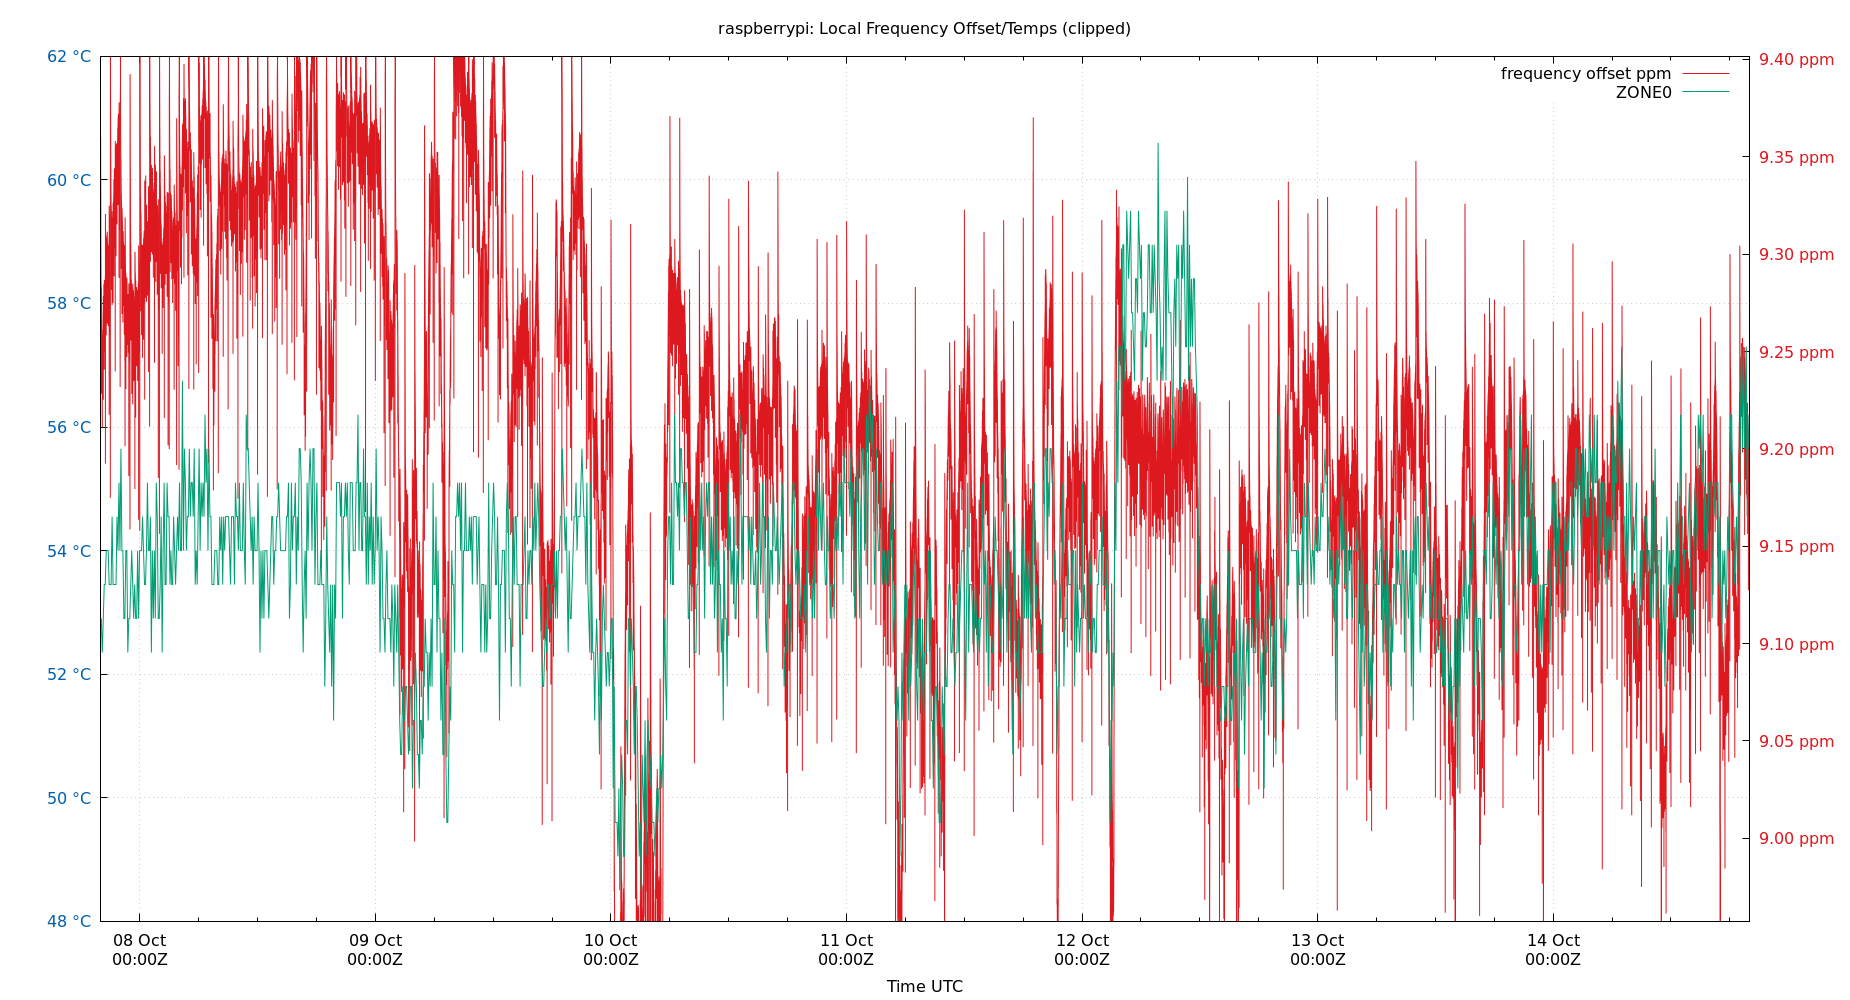 raspberrypi: Local Frequency Offset/Temps (clipped)
62 °C
60 °C
58 °C
56 °C
54 °C
52 °C
50 °C
48 °C
9.40 ppm
9.35 ppm
9.30 ppm
9.25 ppm
9.20 ppm
9.15 ppm
9.10 ppm
9.05 ppm
9.00 ppm
frequency offset ppm
ZONE0
08 Oct 09 Oct 10 Oct 11 Oct 12 Oct 13 Oct 14 Oct
00:00Z 00:00Z 00:00Z 00:00Z 00:00Z 00:00Z 00:00Z
Time UTC